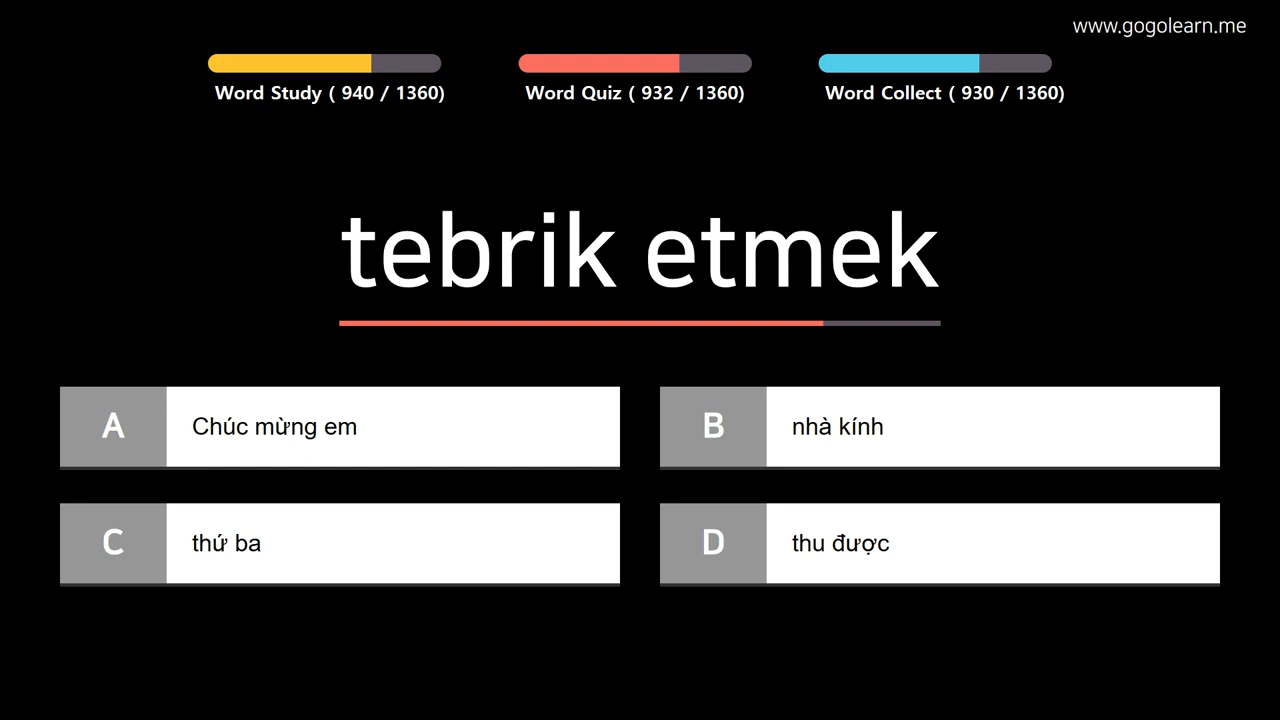 www.gogolearn.me
Word Study ( 940 / 1360)
Word Quiz ( 932 / 1360)
Word Collect ( 930 / 1360)
tebrik etmek
A
Chúc mừng em
B
nhà kính
C
thứ ba
D
thu được